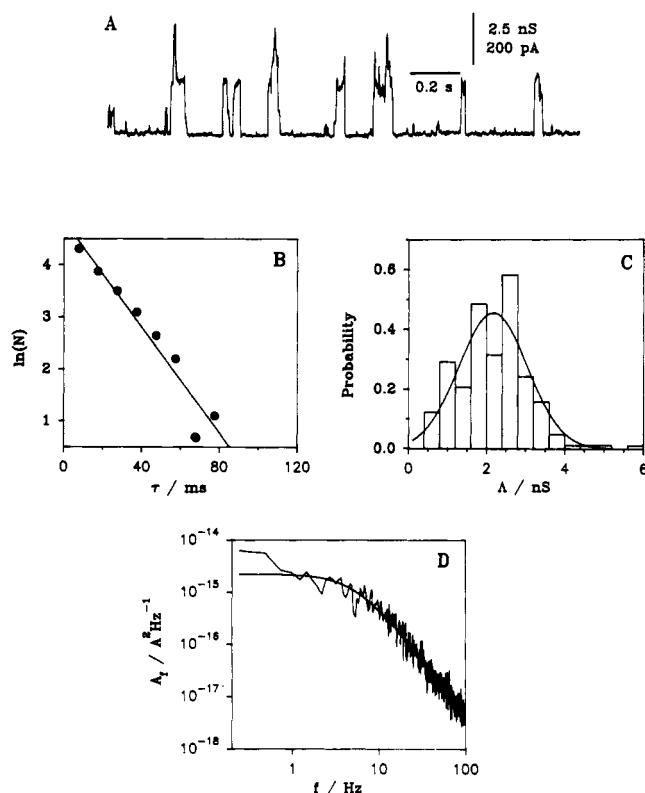 A
2.5 nS
200 pA
0.2 s
B
ln(N)
4
3
2
1
0
40
80
120
τ / ms
C
Probability
0.6
0.4
0.2
0.0
0
2
4
6
Λ / nS
D
A_f / A²Hz⁻¹
10⁻¹⁴
10⁻¹⁵
10⁻¹⁶
10⁻¹⁷
10⁻¹⁸
1
10
100
f / Hz